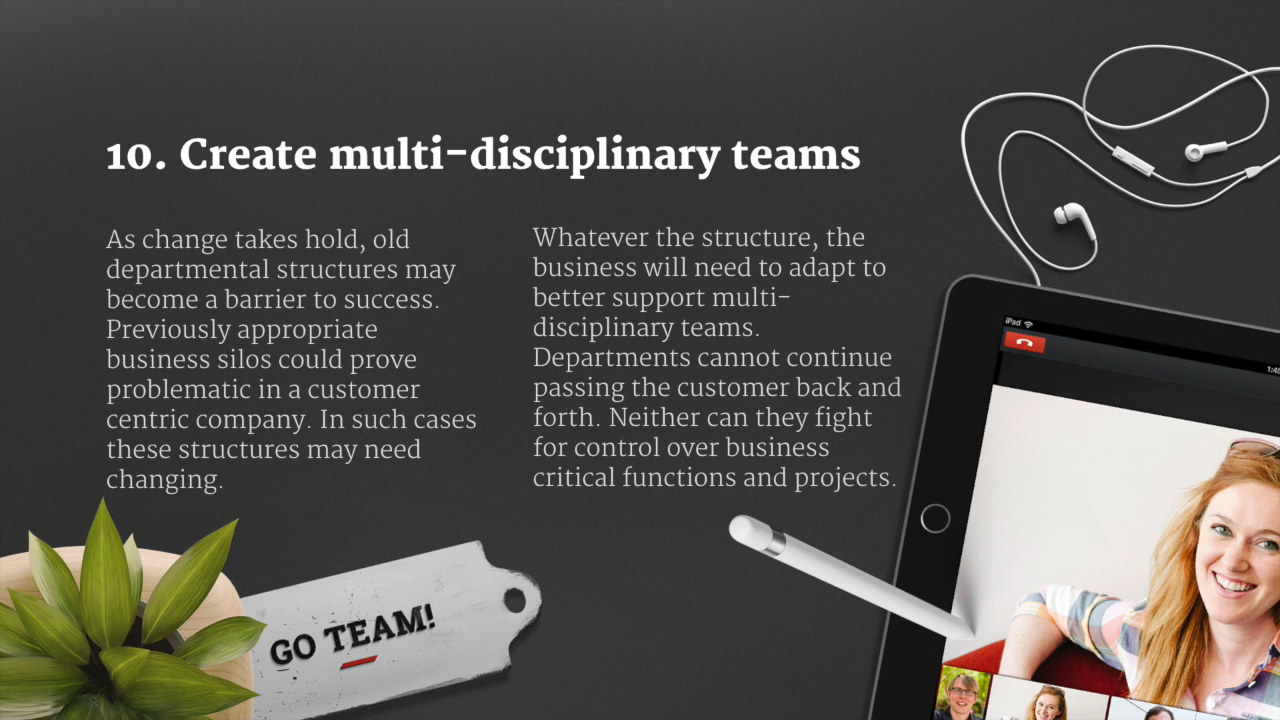 10. Create multi-disciplinary teams
As change takes hold, old
departmental structures may
become a barrier to success.
Previously appropriate
business silos could prove
problematic in a customer
centric company. In such cases
these structures may need
changing.
Whatever the structure, the
business will need to adapt to
better support multi-
disciplinary teams.
Departments cannot continue
passing the customer back and
forth. Neither can they fight
for control over business
critical functions and projects.
GO TEAM!
iPad